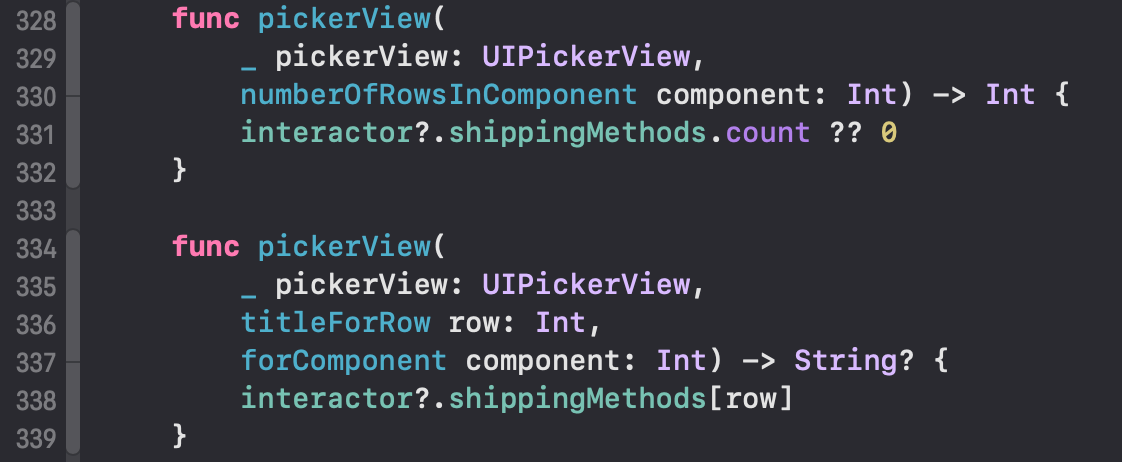 328 func pickerView(
329 _ pickerView: UIPickerView,
330 numberOfRowsInComponent component: Int) -> Int {
331 interactor?.shippingMethods.count ?? 0
332 }
333
334 func pickerView(
335 _ pickerView: UIPickerView,
336 titleForRow row: Int,
337 forComponent component: Int) -> String? {
338 interactor?.shippingMethods[row]
339 }